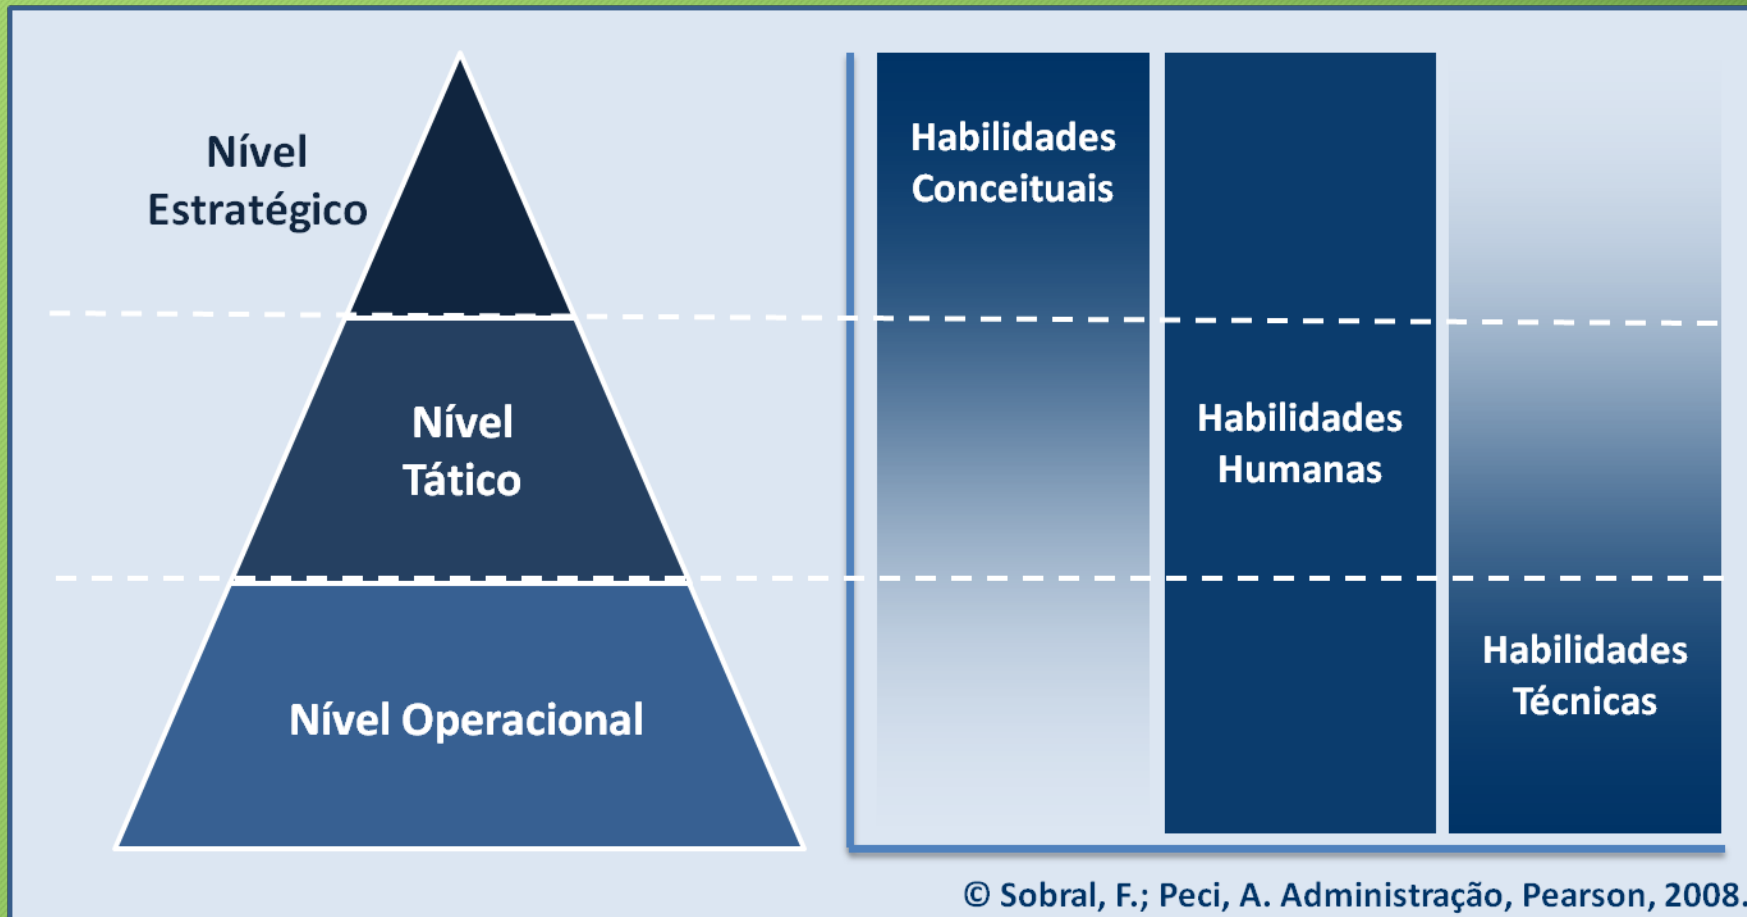 Nível
Estratégico
Nível
Tático
Nível Operacional
Habilidades
Conceituais
Habilidades
Humanas
Habilidades
Técnicas
© Sobral, F.; Peci, A. Administração, Pearson, 2008.